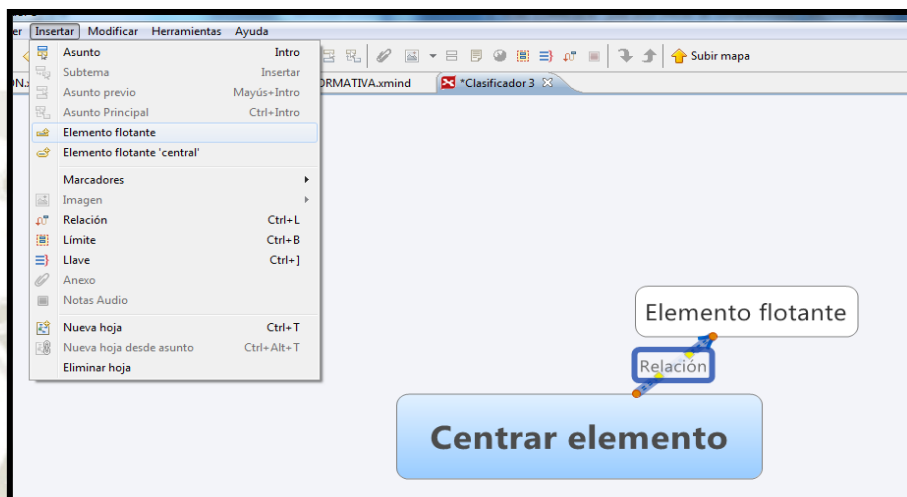 er Insertar Modificar Herramientas Ayuda
Subir mapa
ORMATIVA.xmind *Clasificador 3
Asunto Intro
Subtema Insertar
Asunto previo Mayús+Intro
Asunto Principal Ctrl+Intro
Elemento flotante
Elemento flotante 'central'
Marcadores
Imagen
Relación Ctrl+L
Límite Ctrl+B
Llave Ctrl+]
Anexo
Notas Audio
Nueva hoja Ctrl+T
Nueva hoja desde asunto Ctrl+Alt+T
Eliminar hoja
Elemento flotante
Relación
Centrar elemento